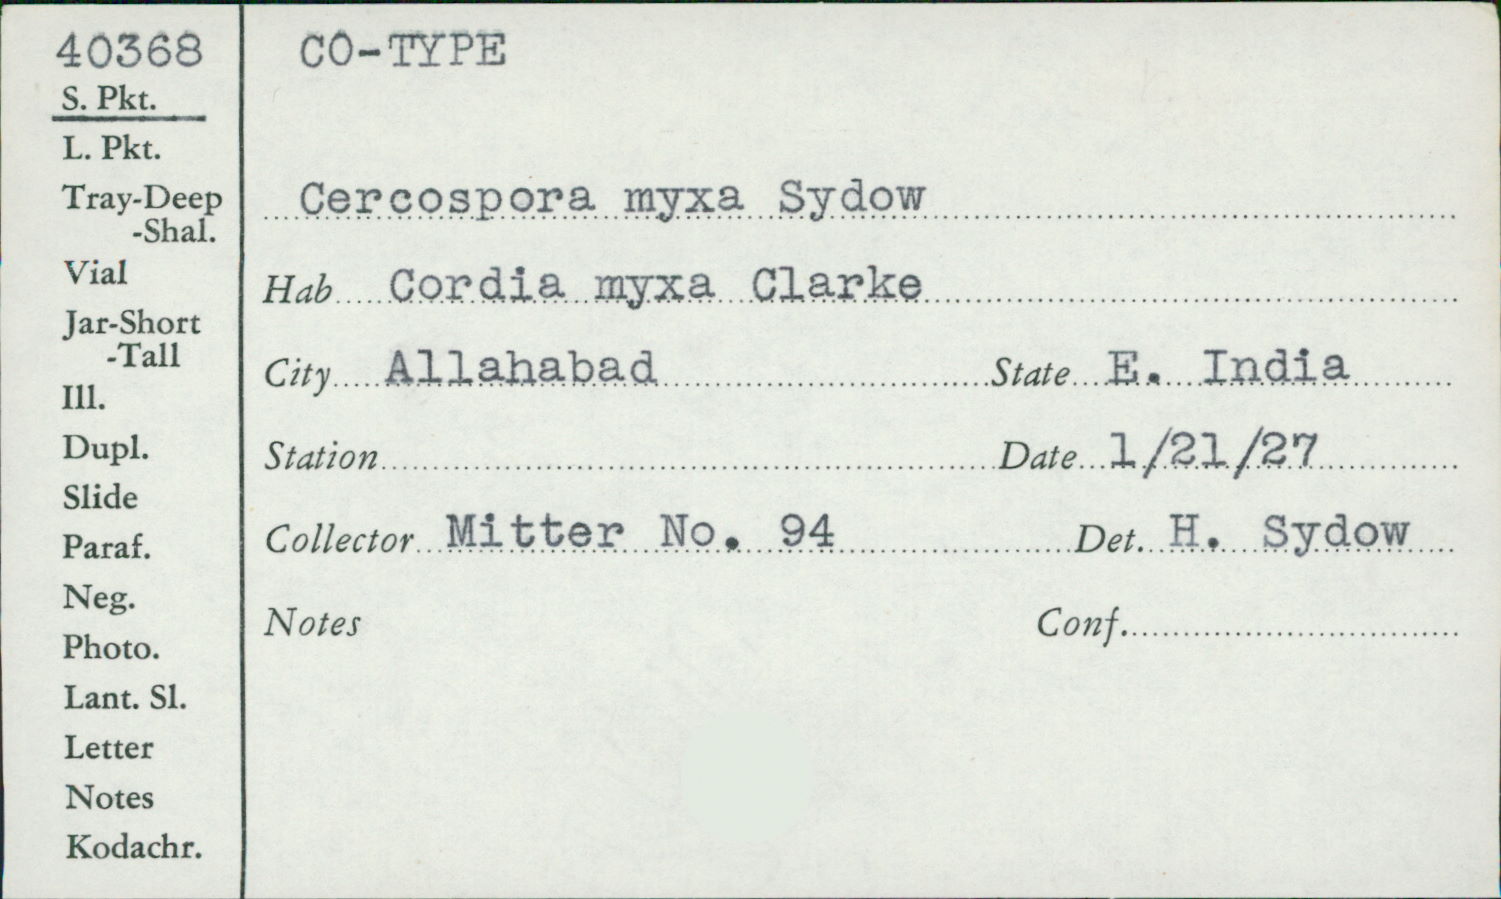 40368
S. Pkt.
L. Pkt.
Tray-Deep
-Shal.
Vial
Jar-Short
-Tall
Ill.
Dupl.
Slide
Paraf.
Neg.
Photo.
Lant. Sl.
Letter
Notes
Kodachr.
CO-TYPE
Cercospora myxa Sydow
Hab Cordia myxa Clarke
City Allahabad State E. India
Station Date 1/21/27
Collector Mitter No. 94 Det. H. Sydow
Notes Conf.